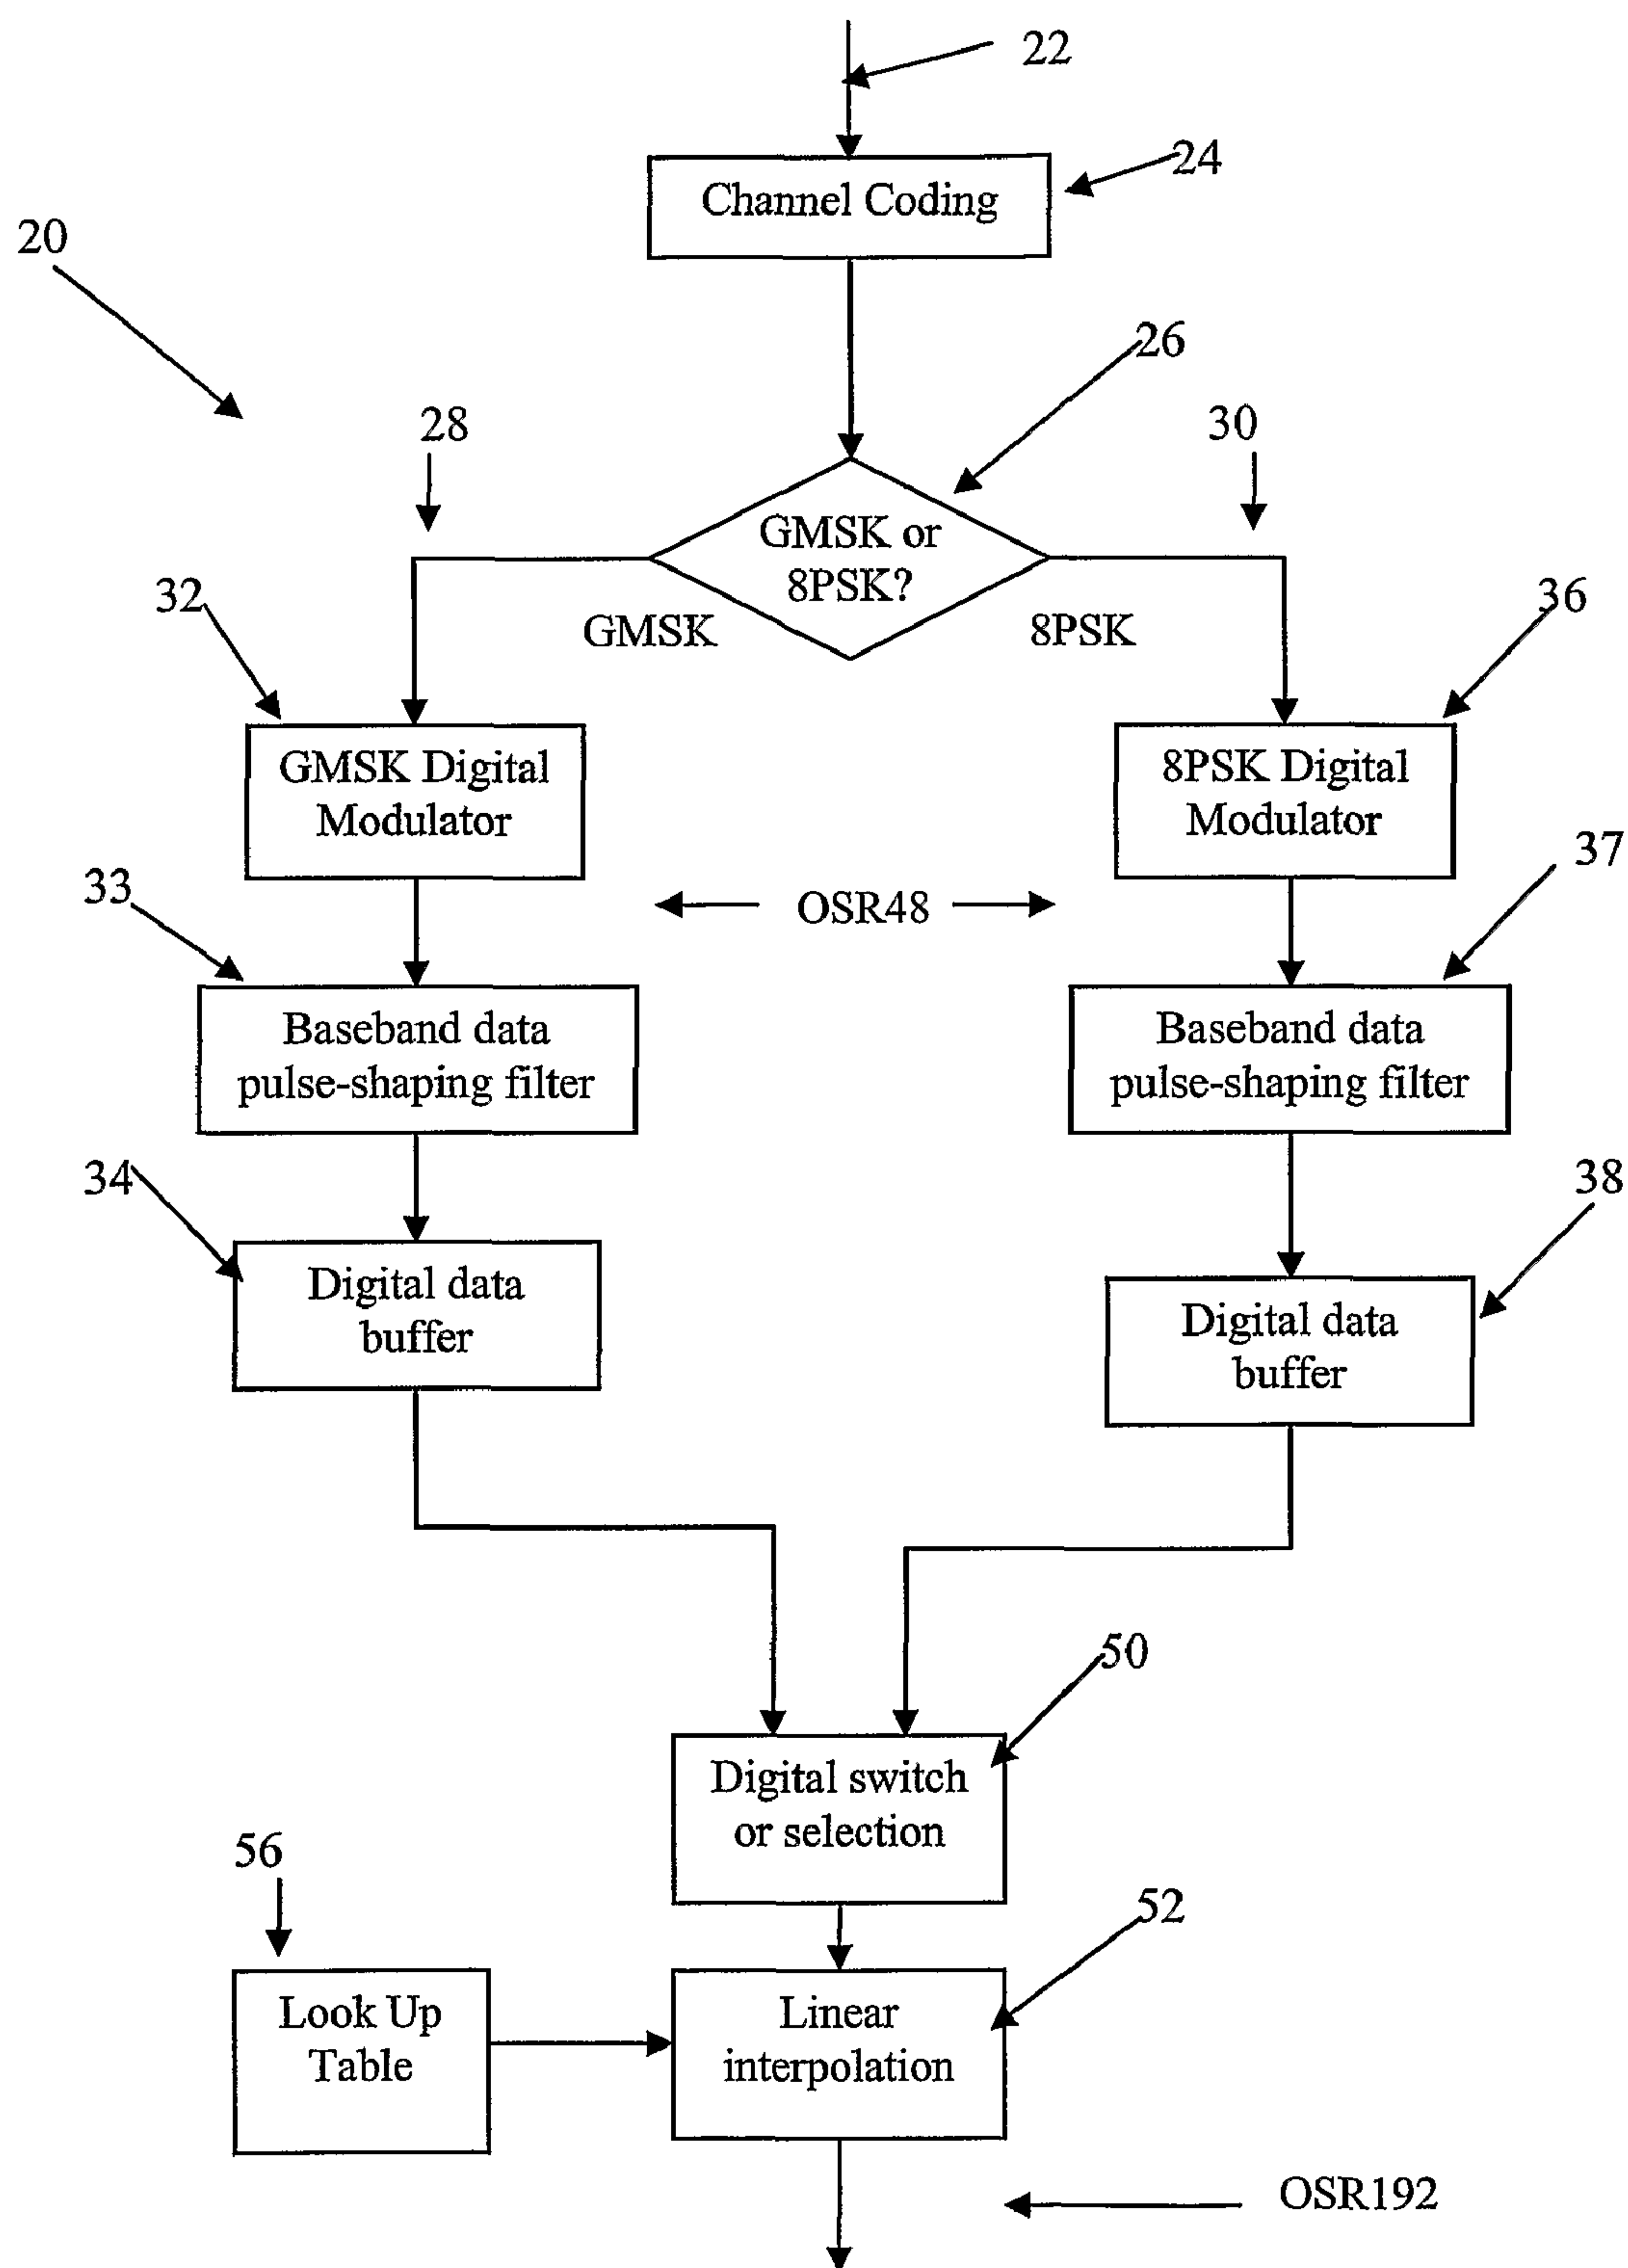 22
Channel Coding
24
20
26
28
30
GMSK or
8PSK?
32
GMSK
8PSK
36
GMSK Digital
Modulator
8PSK Digital
Modulator
33
OSR48
37
Baseband data
pulse-shaping filter
Baseband data
pulse-shaping filter
34
38
Digital data
buffer
Digital data
buffer
50
Digital switch
or selection
56
52
Look Up
Table
Linear
interpolation
OSR192